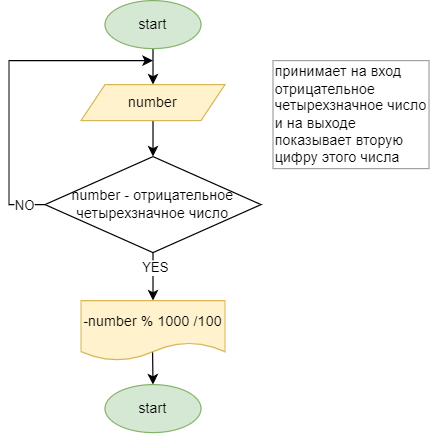 start
number
принимает на вход
отрицательное
четырехзначное число
и на выходе
показывает вторую
цифру этого числа
number - отрицательное
четырехзначное число
NO
YES
-number % 1000 /100
start